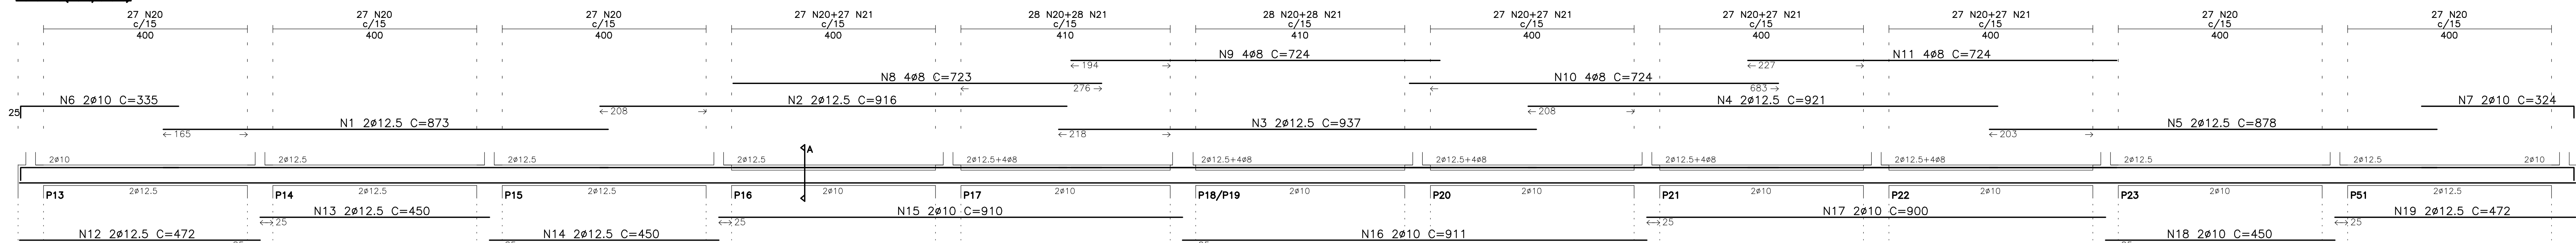 27 N20 27 N20 27 N20 27 N20+27 N21 28 N20+28 N21 28 N20+28 N21 27 N20+27 N21 27 N20+27 N21 27 N20+27 N21 27 N20 27 N20
c/15 c/15 c/15 c/15 c/15 c/15 c/15 c/15 c/15 c/15 c/15
400 400 400 400 410 410 400 400 400 400 400
N9 4ø8 C=724 N11 4ø8 C=724
194 227
N8 4ø8 C=723 N10 4ø8 C=724
276 683
N6 2ø10 C=335 N2 2ø12.5 C=916 N4 2ø12.5 C=921 N7 2ø10 C=324
25 208 208
N1 2ø12.5 C=873 N3 2ø12.5 C=937 N5 2ø12.5 C=878
165 218 203
A
2ø10 2ø12.5 2ø12.5 2ø12.5 2ø12.5+4ø8 2ø12.5+4ø8 2ø12.5+4ø8 2ø12.5+4ø8 2ø12.5+4ø8 2ø12.5 2ø12.5 2ø10
P13 2ø12.5 P14 2ø12.5 P15 2ø12.5 P16 2ø10 P17 2ø10 P18/P19 2ø10 P20 2ø10 P21 2ø10 P22 2ø10 P23 2ø10 P51 2ø12.5
N13 2ø12.5 C=450 N15 2ø10 C=910 N17 2ø10 C=900 N19 2ø12.5 C=472
25 25 25 25
N12 2ø12.5 C=472 N14 2ø12.5 C=450 N16 2ø10 C=911 N18 2ø10 C=450